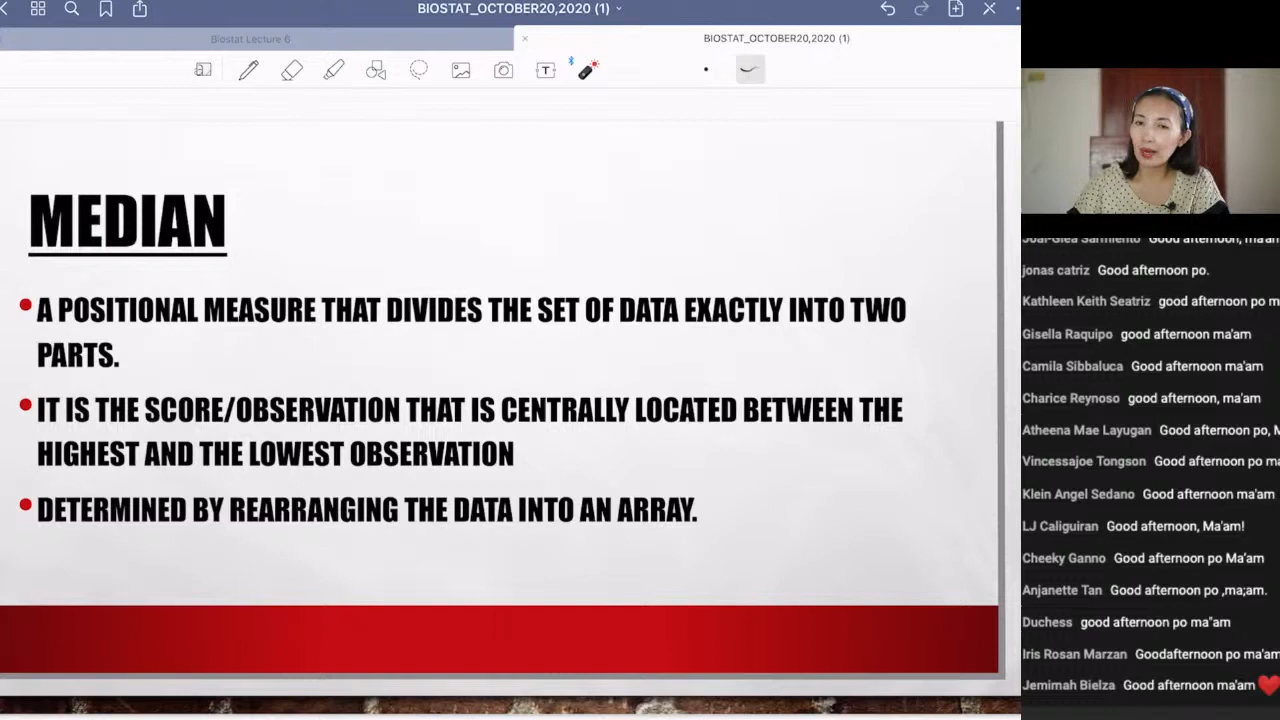 BIOSTAT_OCTOBER20,2020 (1)
Biostat Lecture 6
BIOSTAT_OCTOBER20,2020 (1)
T
MEDIAN
A POSITIONAL MEASURE THAT DIVIDES THE SET OF DATA EXACTLY INTO TWO
PARTS.
IT IS THE SCORE/OBSERVATION THAT IS CENTRALLY LOCATED BETWEEN THE
HIGHEST AND THE LOWEST OBSERVATION
DETERMINED BY REARRANGING THE DATA INTO AN ARRAY.
Sarmiento Good afternoon, ma'am
jonas catriz Good afternoon po.
Kathleen Keith Seatriz good afternoon po m
Gisella Raquipo good afternoon ma'am
Camila Sibbaluca Good afternoon ma'am
Charice Reynoso good afternoon, ma'am
Atheena Mae Layugan Good afternoon po, M
Vincessajoe Tongson Good afternoon po ma
Klein Angel Sedano Good afternoon ma'am
LJ Caliguiran Good afternoon, Ma'am!
Cheeky Ganno Good afternoon po Ma'am
Anjanette Tan Good afternoon po ,ma;am.
Duchess good afternoon po ma"am
Iris Rosan Marzan Goodafternoon po ma'am
Jemimah Bielza Good afternoon ma'am ❤️